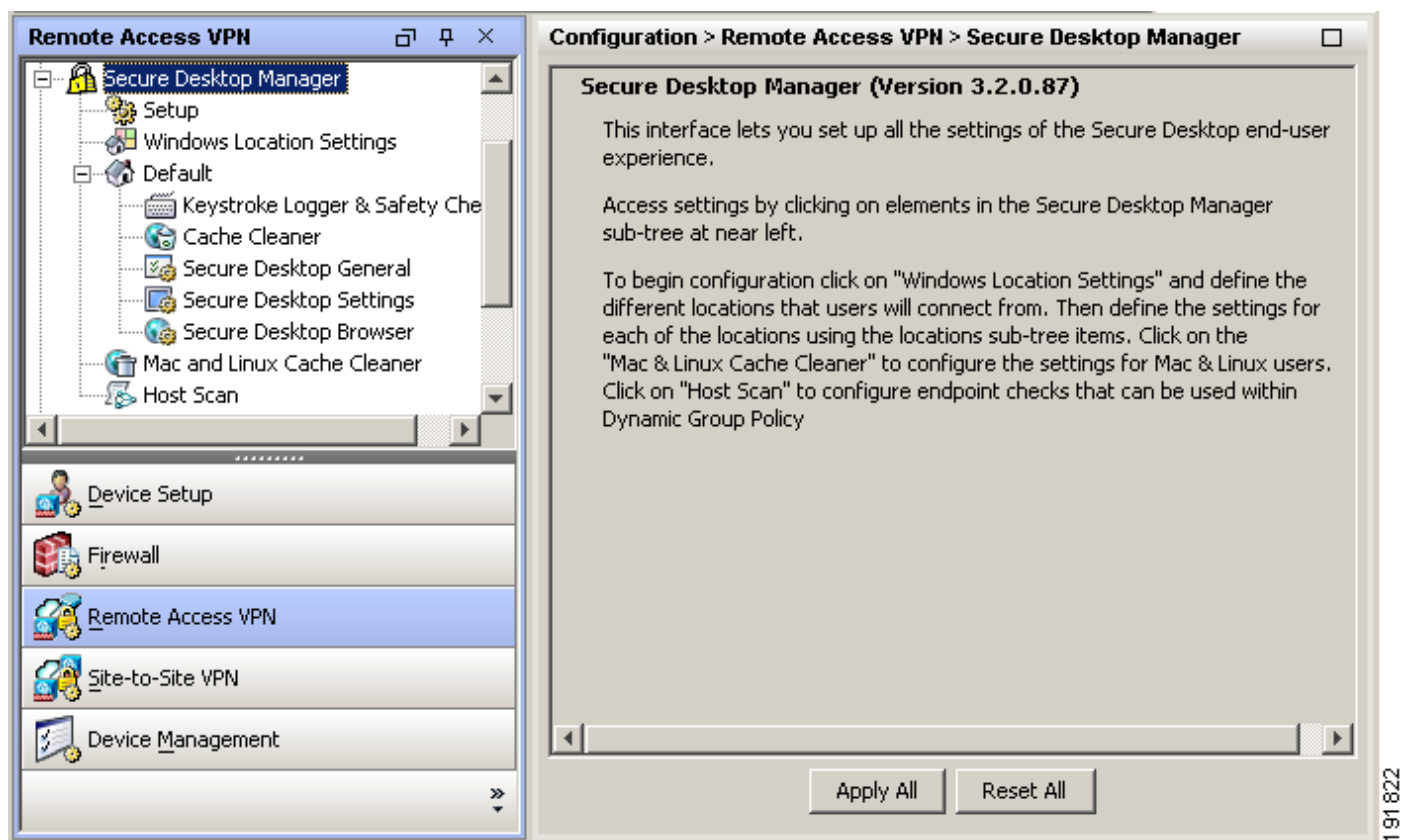 Remote Access VPN
Secure Desktop Manager
Setup
Windows Location Settings
Default
Keystroke Logger & Safety Che
Cache Cleaner
Secure Desktop General
Secure Desktop Settings
Secure Desktop Browser
Mac and Linux Cache Cleaner
Host Scan
Device Setup
Firewall
Remote Access VPN
Site-to-Site VPN
Device Management
Configuration > Remote Access VPN > Secure Desktop Manager
Secure Desktop Manager (Version 3.2.0.87)
This interface lets you set up all the settings of the Secure Desktop end-user
experience.
Access settings by clicking on elements in the Secure Desktop Manager
sub-tree at near left.
To begin configuration click on "Windows Location Settings" and define the
different locations that users will connect from. Then define the settings for
each of the locations using the locations sub-tree items. Click on the
"Mac & Linux Cache Cleaner" to configure the settings for Mac & Linux users.
Click on "Host Scan" to configure endpoint checks that can be used within
Dynamic Group Policy
Apply All
Reset All
191822